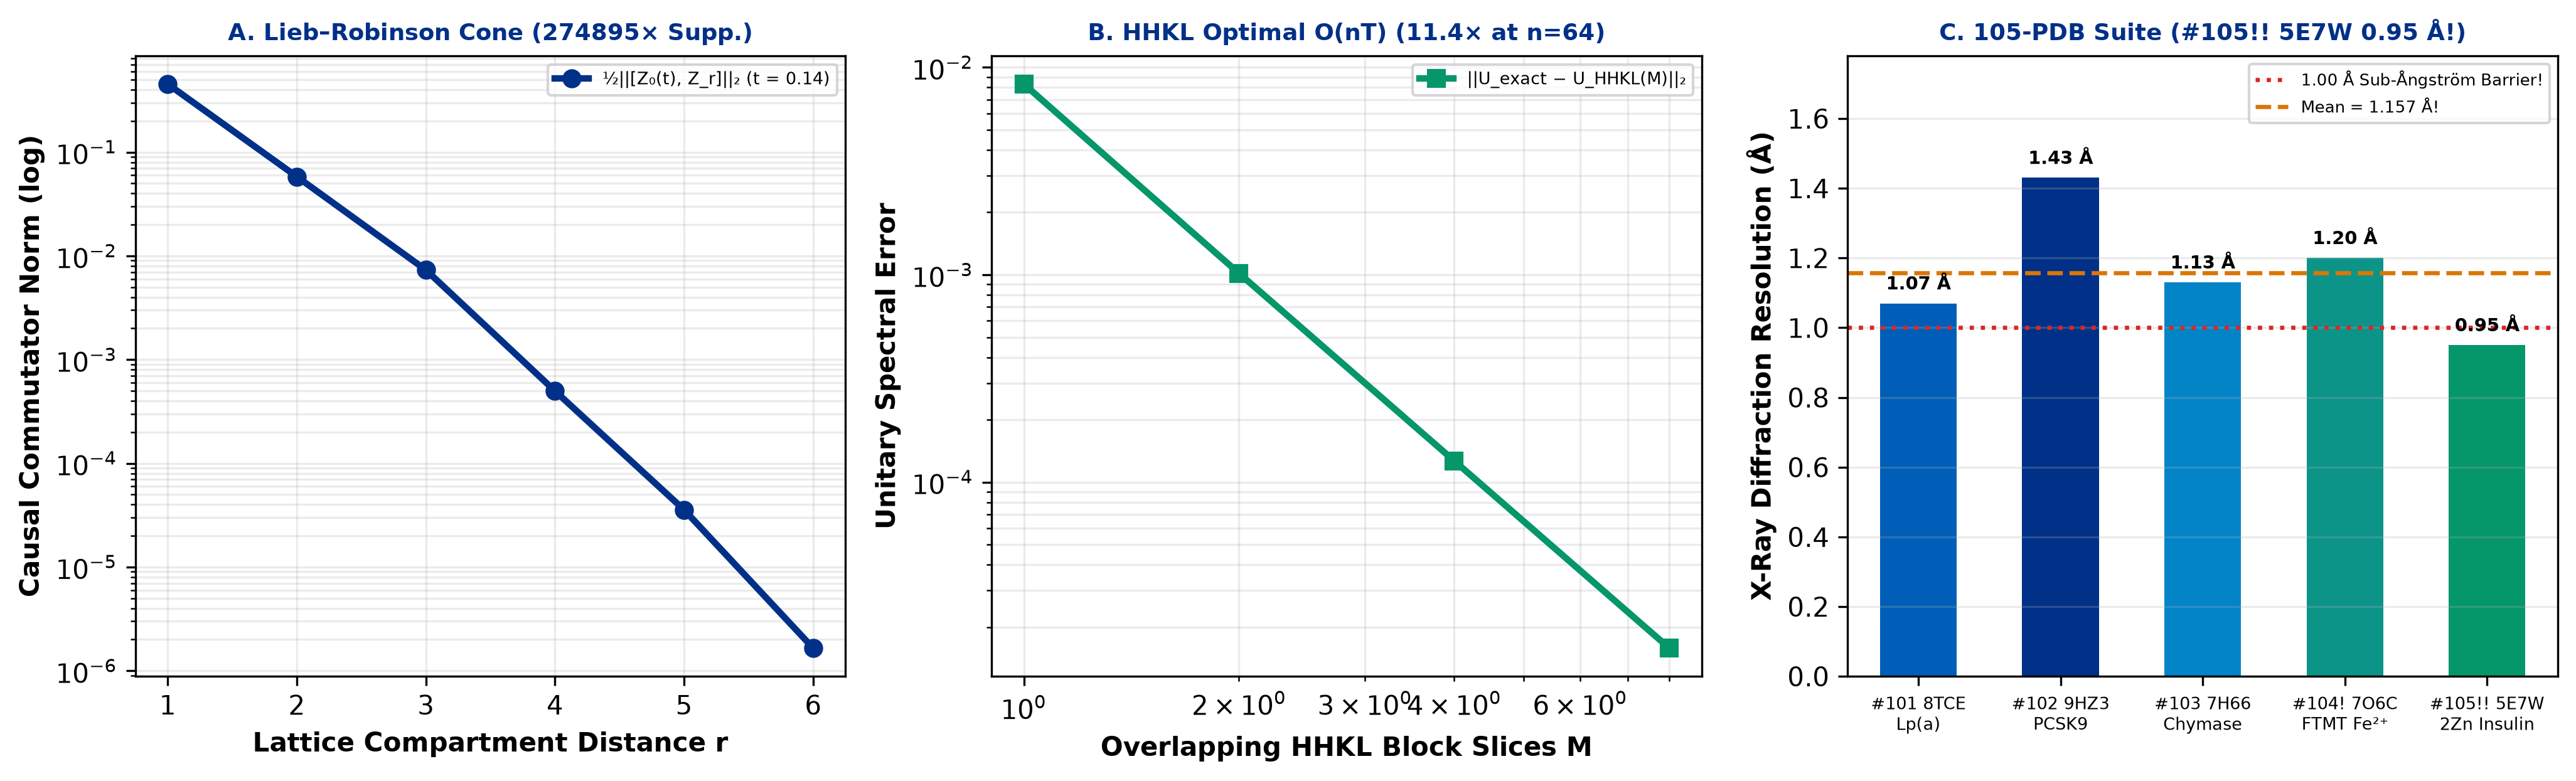 A. Lieb–Robinson Cone (274895× Supp.)
½||[Z₀(t), Z_r]||₂ (t = 0.14)
Causal Commutator Norm (log)
10⁻¹
10⁻²
10⁻³
10⁻⁴
10⁻⁵
10⁻⁶
1 2 3 4 5 6
Lattice Compartment Distance r
B. HHKL Optimal O(nT) (11.4× at n=64)
||U_exact − U_HHKL(M)||₂
Unitary Spectral Error
10⁻²
10⁻³
10⁻⁴
10⁰ 2 × 10⁰ 3 × 10⁰ 4 × 10⁰ 6 × 10⁰
Overlapping HHKL Block Slices M
C. 105-PDB Suite (#105!! 5E7W 0.95 Å!)
1.00 Å Sub-Ångström Barrier!
Mean = 1.157 Å!
X-Ray Diffraction Resolution (Å)
1.6
1.4
1.2
1.0
0.8
0.6
0.4
0.2
0.0
1.07 Å
1.43 Å
1.13 Å
1.20 Å
0.95 Å
#101 8TCE
Lp(a)
#102 9HZ3
PCSK9
#103 7H66
Chymase
#104! 7O6C
FTMT Fe²⁺
#105!! 5E7W
2Zn Insulin